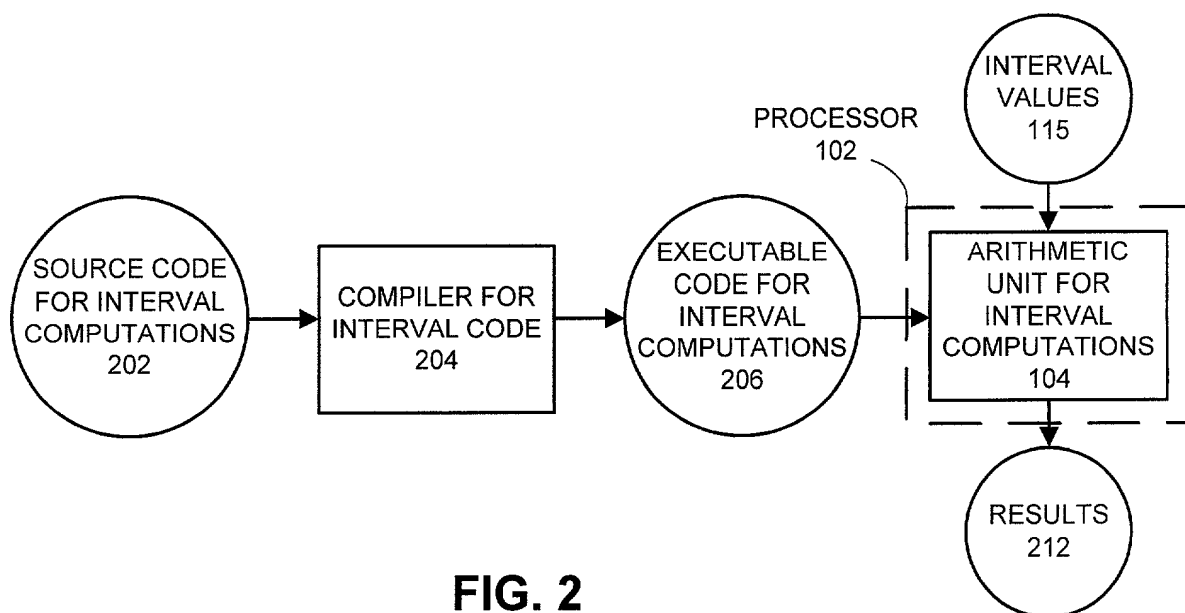 SOURCE CODE
FOR INTERVAL
COMPUTATIONS
202
COMPILER FOR
INTERVAL CODE
204
EXECUTABLE
CODE FOR
INTERVAL
COMPUTATIONS
206
PROCESSOR
102
INTERVAL
VALUES
115
ARITHMETIC
UNIT FOR
INTERVAL
COMPUTATIONS
104
RESULTS
212
FIG. 2